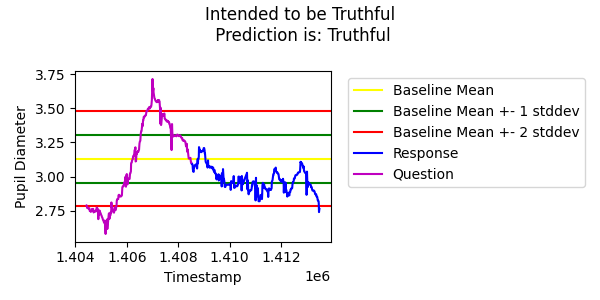 Intended to be Truthful
Prediction is: Truthful
3.75
3.50
3.25
3.00
2.75
Pupil Diameter
1.404 1.406 1.408 1.410 1.412
1e6
Timestamp
Baseline Mean
Baseline Mean +- 1 stddev
Baseline Mean +- 2 stddev
Response
Question